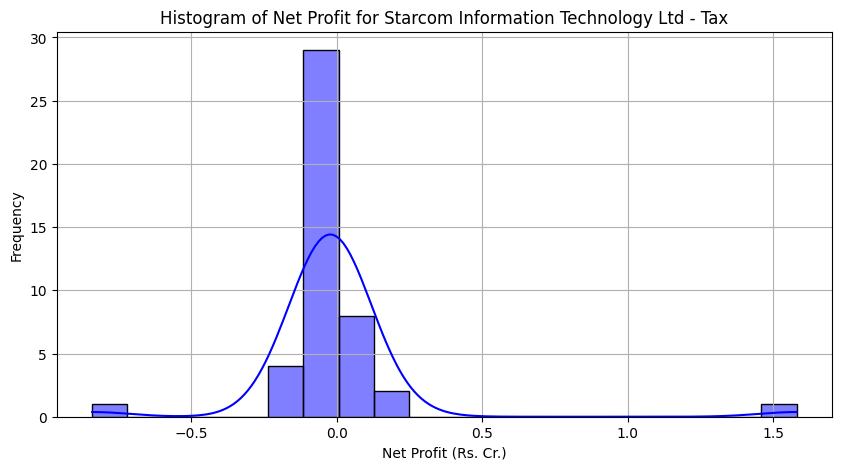 Histogram of Net Profit for Starcom Information Technology Ltd - Tax
30
25
20
15
10
5
0
Frequency
−0.5 0.0 0.5 1.0 1.5
Net Profit (Rs. Cr.)